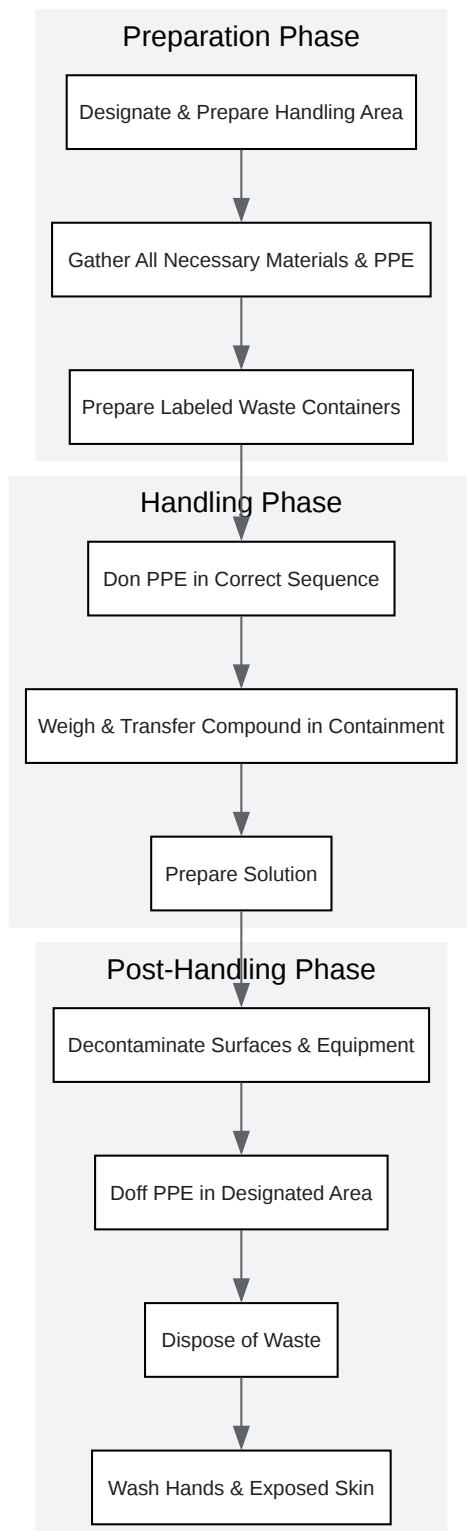 Preparation Phase
Designate & Prepare Handling Area
Gather All Necessary Materials & PPE
Prepare Labeled Waste Containers
Handling Phase
Don PPE in Correct Sequence
Weigh & Transfer Compound in Containment
Prepare Solution
Post-Handling Phase
Decontaminate Surfaces & Equipment
Doff PPE in Designated Area
Dispose of Waste
Wash Hands & Exposed Skin